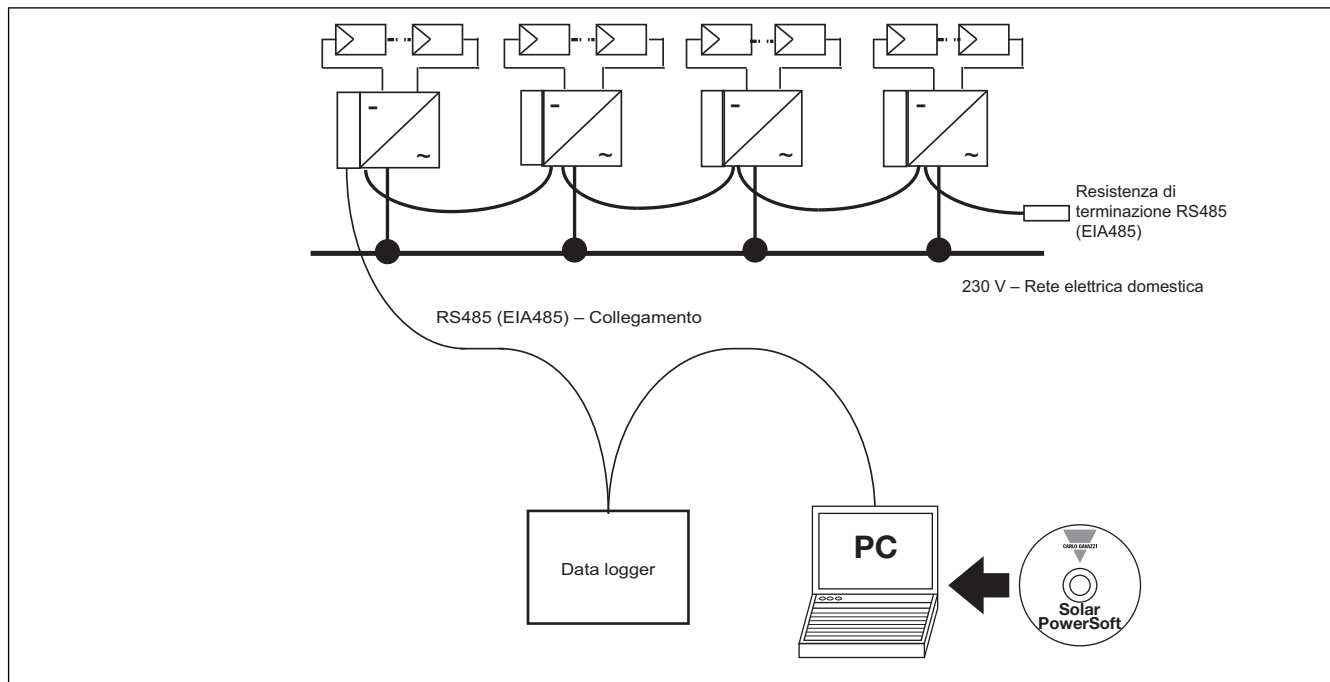 -
~
-
~
-
~
-
~
Resistenza di
terminazione RS485
(EIA485)
230 V – Rete elettrica domestica
RS485 (EIA485) – Collegamento
Data logger
PC
CARLO GAVAZZI
Solar
PowerSoft